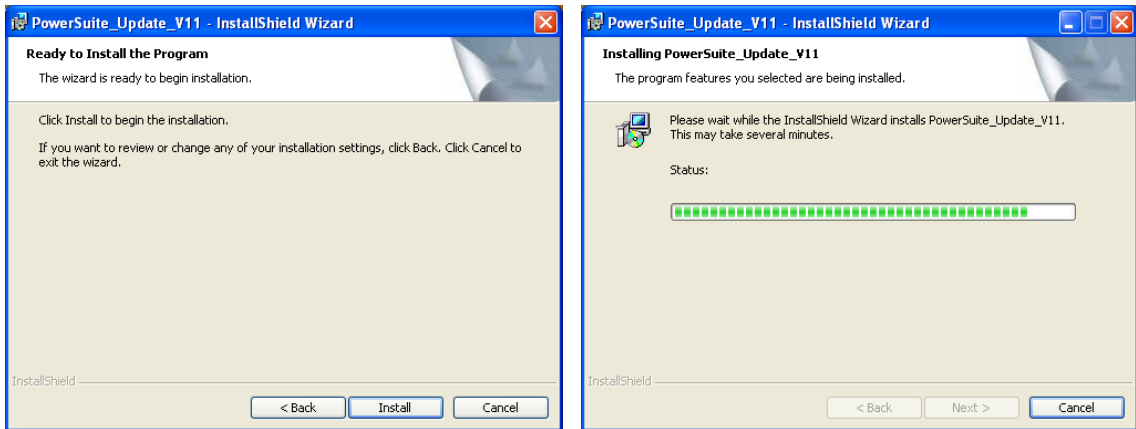 PowerSuite_Update_V11 - InstallShield Wizard
Ready to Install the Program
The wizard is ready to begin installation.
Click Install to begin the installation.
If you want to review or change any of your installation settings, click Back. Click Cancel to
exit the wizard.
InstallShield
< Back Install Cancel
PowerSuite_Update_V11 - InstallShield Wizard
Installing PowerSuite_Update_V11
The program features you selected are being installed.
Please wait while the InstallShield Wizard installs PowerSuite_Update_V11.
This may take several minutes.
Status:
InstallShield
< Back Next > Cancel